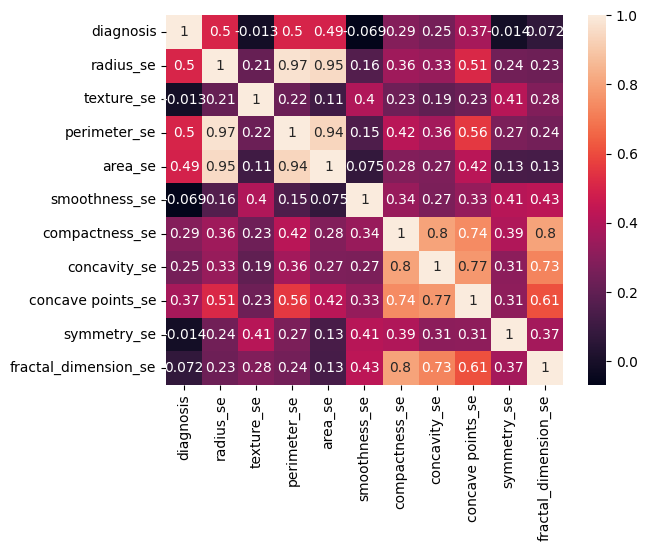 diagnosis 1 0.5 -0.013 0.5 0.49 -0.069 0.29 0.25 0.37 -0.014 0.072
radius_se 0.5 1 0.21 0.97 0.95 0.16 0.36 0.33 0.51 0.24 0.23
texture_se -0.013 0.21 1 0.22 0.11 0.4 0.23 0.19 0.23 0.41 0.28
perimeter_se 0.5 0.97 0.22 1 0.94 0.15 0.42 0.36 0.56 0.27 0.24
area_se 0.49 0.95 0.11 0.94 1 0.075 0.28 0.27 0.42 0.13 0.13
smoothness_se -0.069 0.16 0.4 0.15 0.075 1 0.34 0.27 0.33 0.41 0.43
compactness_se 0.29 0.36 0.23 0.42 0.28 0.34 1 0.8 0.74 0.39 0.8
concavity_se 0.25 0.33 0.19 0.36 0.27 0.27 0.8 1 0.77 0.31 0.73
concave points_se 0.37 0.51 0.23 0.56 0.42 0.33 0.74 0.77 1 0.31 0.61
symmetry_se -0.014 0.24 0.41 0.27 0.13 0.41 0.39 0.31 0.31 1 0.37
fractal_dimension_se 0.072 0.23 0.28 0.24 0.13 0.43 0.8 0.73 0.61 0.37 1
diagnosis
radius_se
texture_se
perimeter_se
area_se
smoothness_se
compactness_se
concavity_se
concave points_se
symmetry_se
fractal_dimension_se
1.0
0.8
0.6
0.4
0.2
0.0